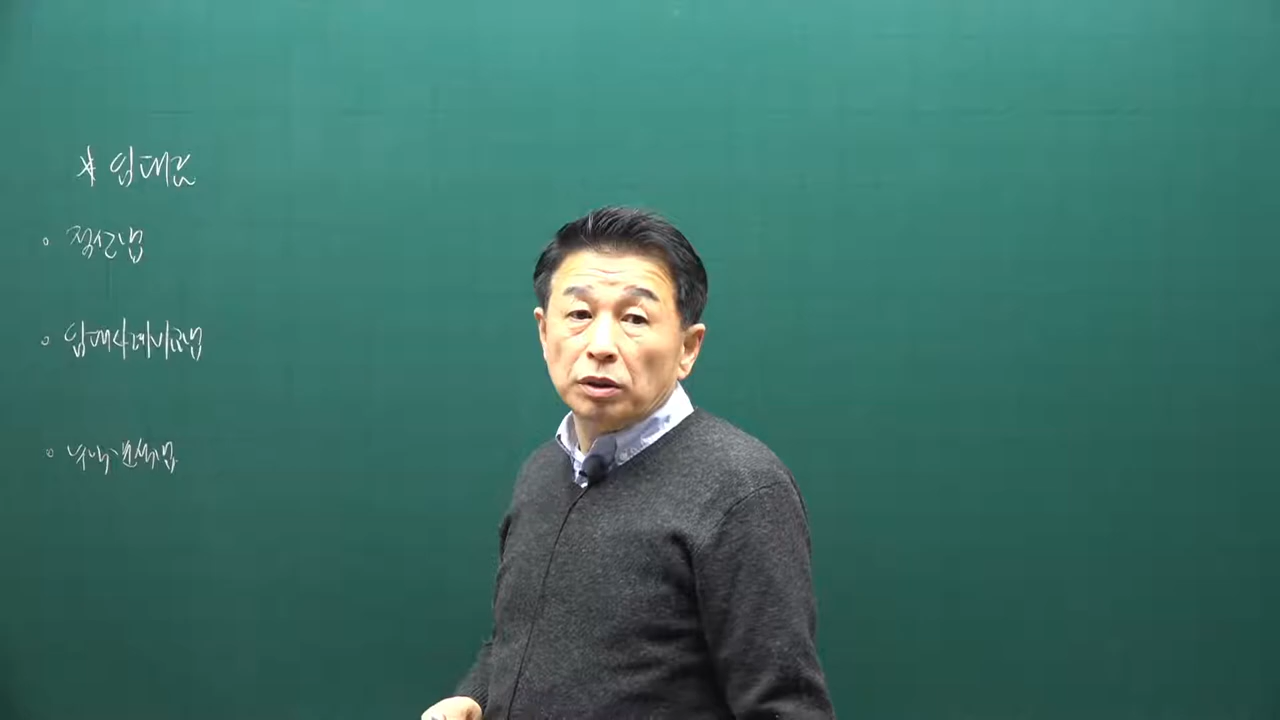 * 임대료
◦ 적산법
◦ 임대사례비교법
◦ 수익분석법